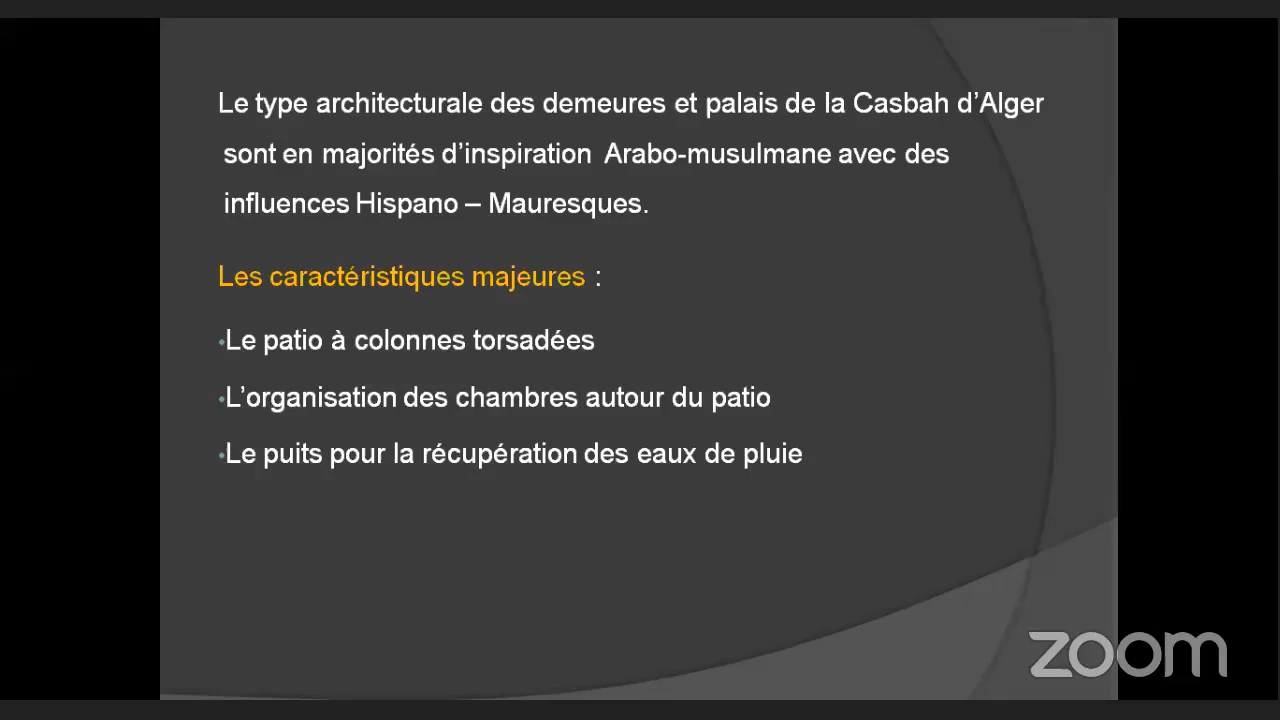 Le type architecturale des demeures et palais de la Casbah d’Alger
sont en majorités d’inspiration Arabo-musulmane avec des
influences Hispano – Mauresques.
Les caractéristiques majeures :
•Le patio à colonnes torsadées
•L’organisation des chambres autour du patio
•Le puits pour la récupération des eaux de pluie
zoom